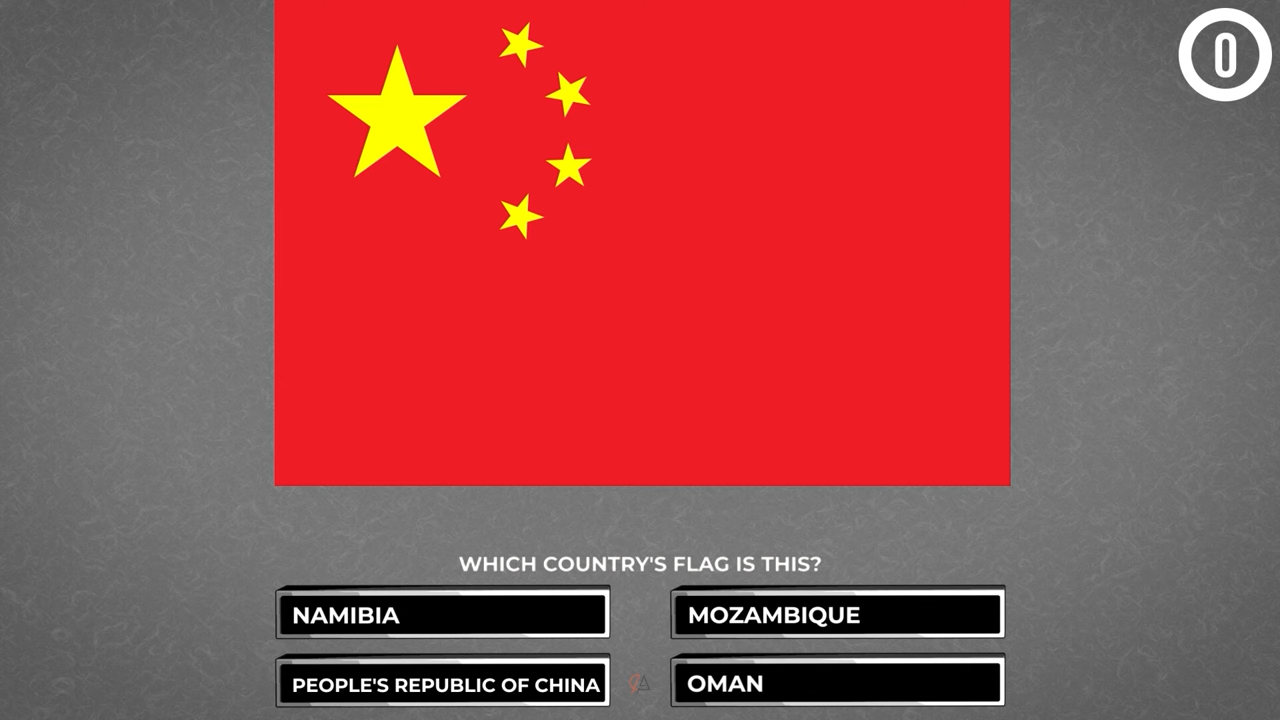 0
WHICH COUNTRY'S FLAG IS THIS?
NAMIBIA
MOZAMBIQUE
PEOPLE'S REPUBLIC OF CHINA
OMAN